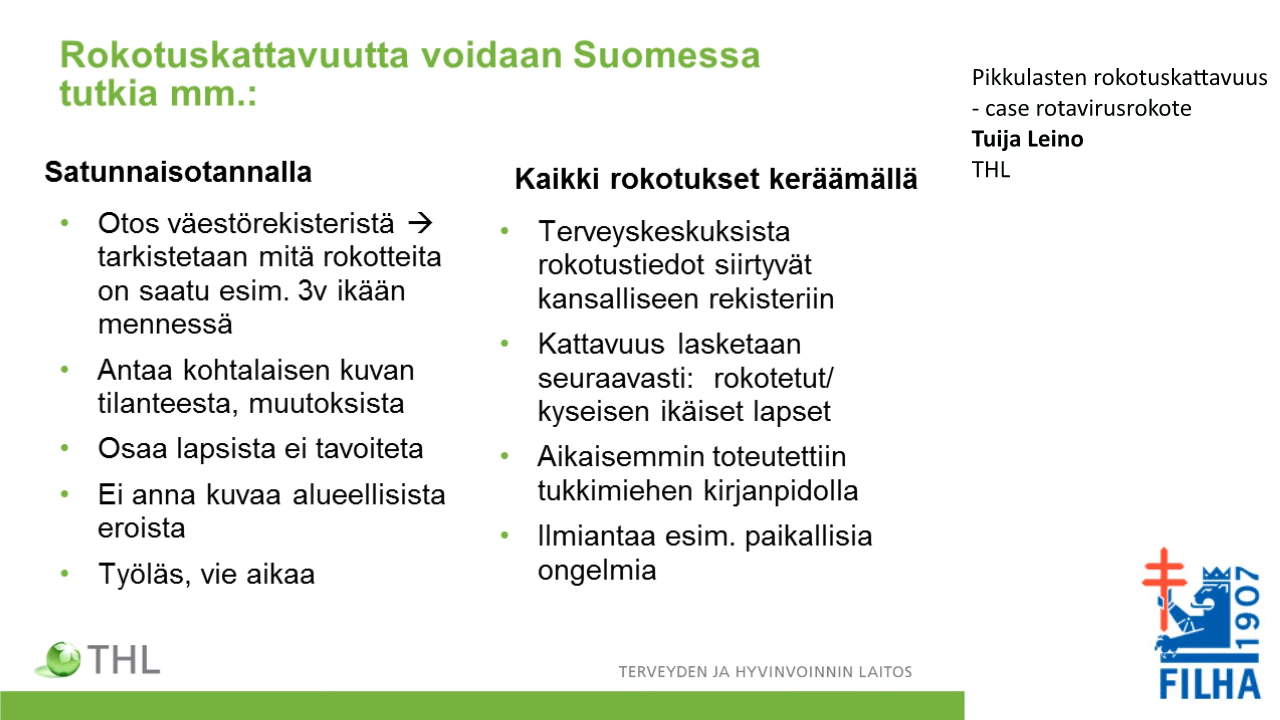 Rokotuskattavuutta voidaan Suomessa
tutkia mm.:
Satunnaisotannalla
• Otos väestörekisteristä →
tarkistetaan mitä rokotteita
on saatu esim. 3v ikään
mennessä
• Antaa kohtalaisen kuvan
tilanteesta, muutoksista
• Osaa lapsista ei tavoiteta
• Ei anna kuvaa alueellisista
eroista
• Työläs, vie aikaa
Kaikki rokotukset keräämällä
• Terveyskeskuksista
rokotustiedot siirtyvät
kansalliseen rekisteriin
• Kattavuus lasketaan
seuraavasti: rokotetut/
kyseisen ikäiset lapset
• Aikaisemmin toteutettiin
tukkimiehen kirjanpidolla
• Ilmiantaa esim. paikallisia
ongelmia
THL
TERVEYDEN JA HYVINVOINNIN LAITOS
Pikkulasten rokotuskattavuus
- case rotavirusrokote
Tuija Leino
THL
1907
FILHA